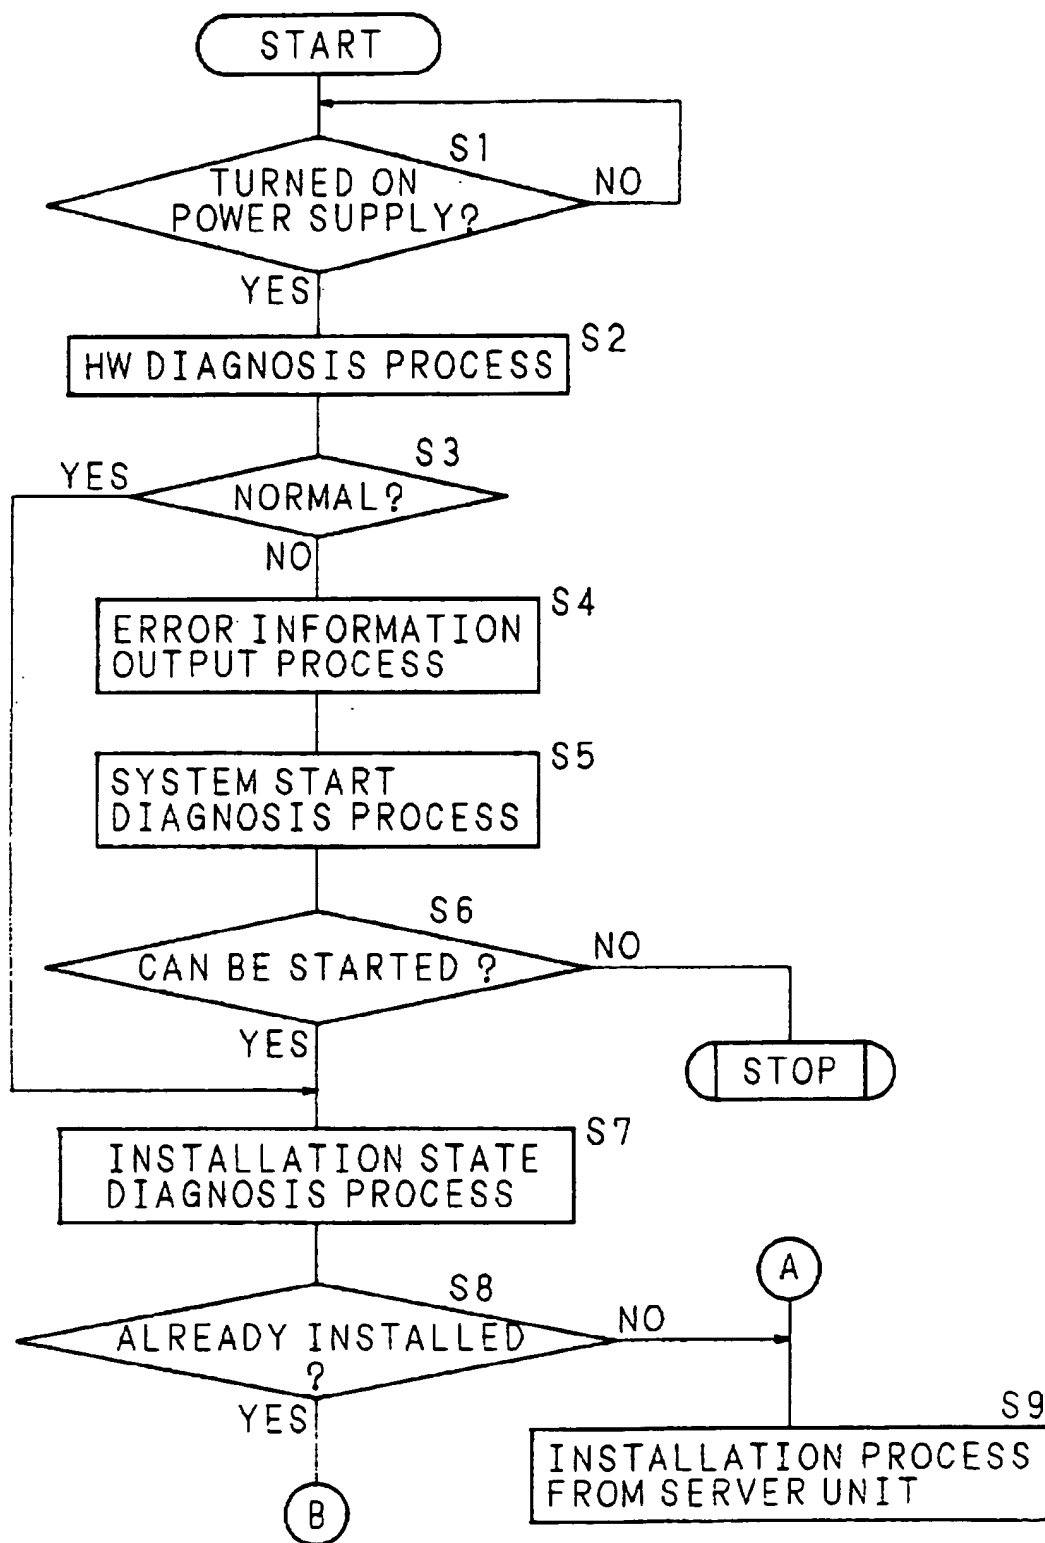 START
S1
TURNED ON
POWER SUPPLY?
NO
YES
S2
HW DIAGNOSIS PROCESS
S3
YES
NORMAL?
NO
S4
ERROR INFORMATION
OUTPUT PROCESS
S5
SYSTEM START
DIAGNOSIS PROCESS
S6
CAN BE STARTED ?
NO
YES
STOP
S7
INSTALLATION STATE
DIAGNOSIS PROCESS
A
S8
ALREADY INSTALLED
?
NO
YES
S9
INSTALLATION PROCESS
FROM SERVER UNIT
B